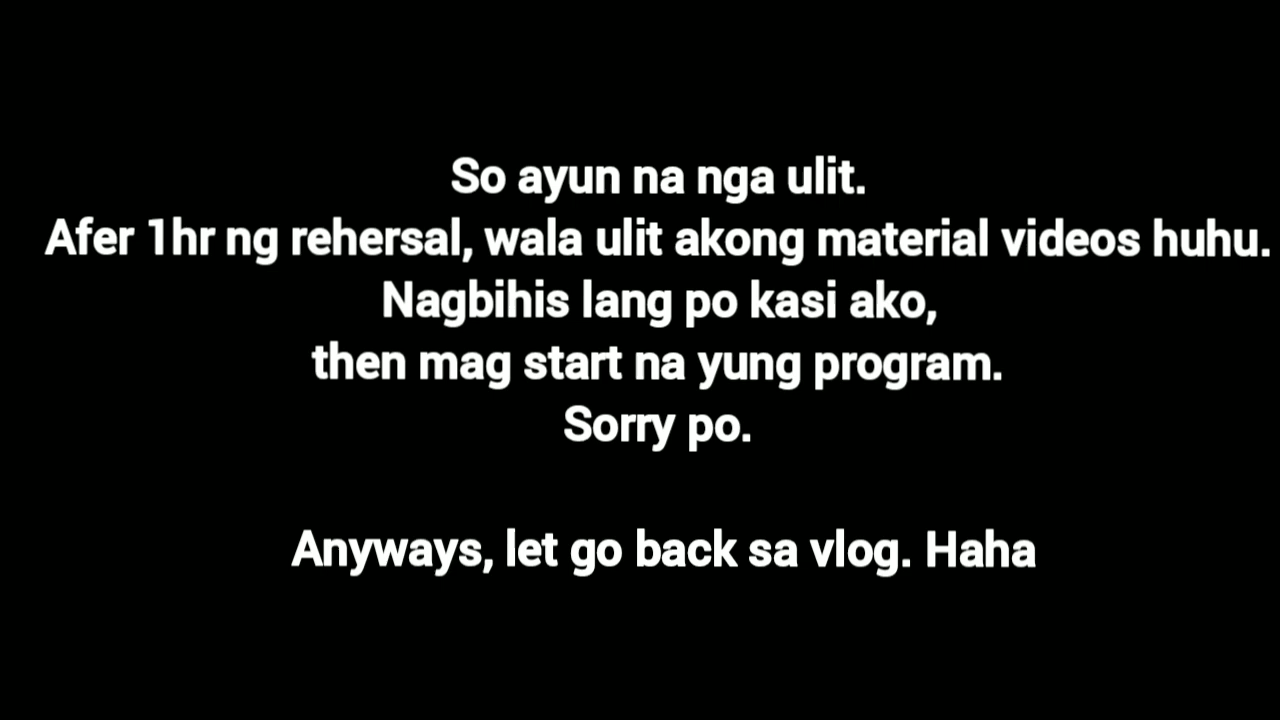 So ayun na nga ulit.
Afer 1hr ng rehersal, wala ulit akong material videos huhu.
Nagbihis lang po kasi ako,
then mag start na yung program.
Sorry po.
Anyways, let go back sa vlog. Haha